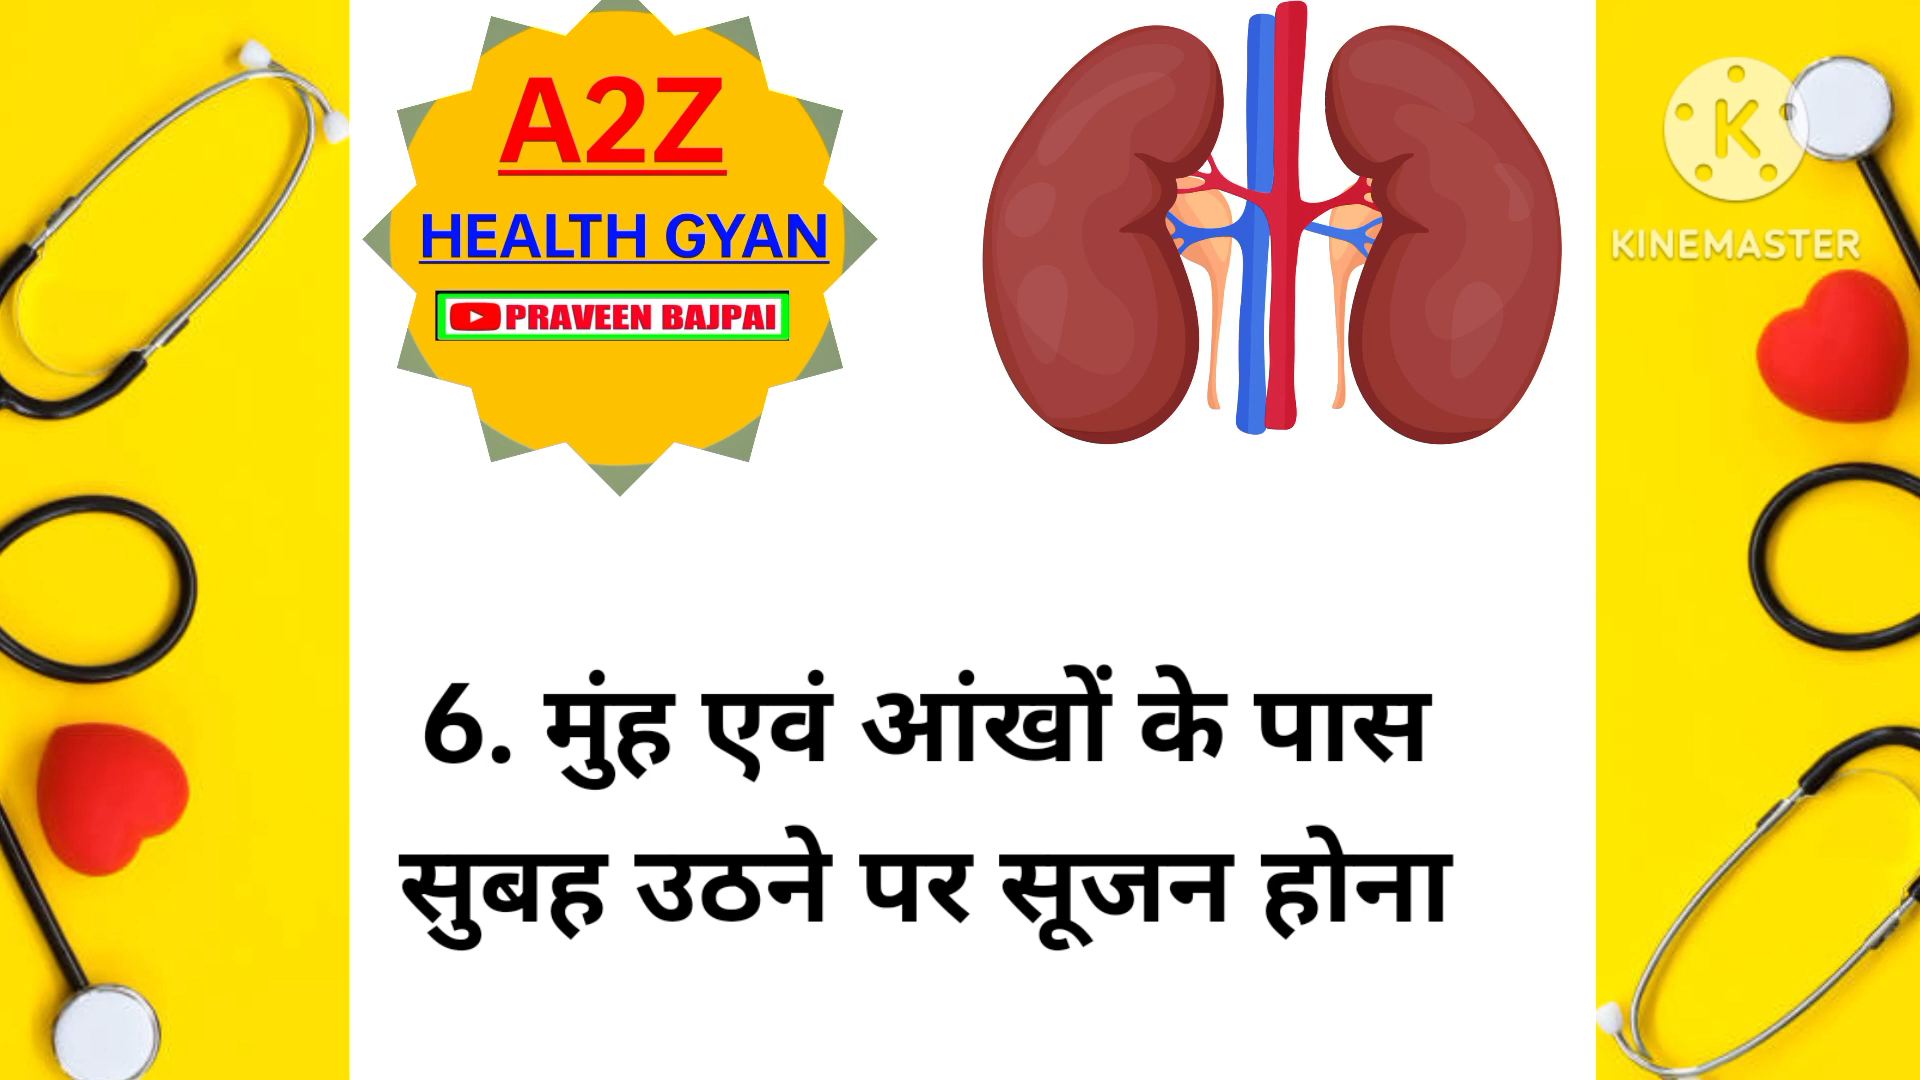 A2Z
HEALTH GYAN
PRAVEEN BAJPAI
K
KINEMASTER
6. मुंह एवं आंखों के पास
सुबह उठने पर सूजन होना